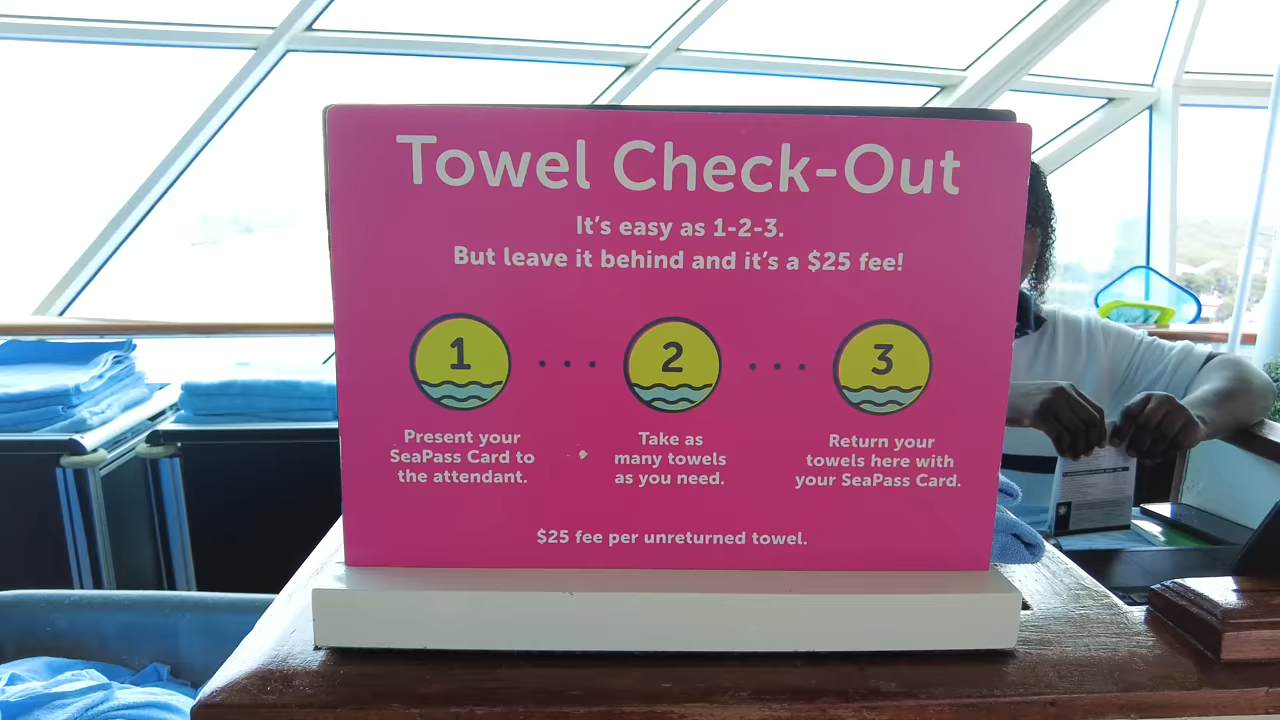 Towel Check-Out
It's easy as 1-2-3.
But leave it behind and it's a $25 fee!
1 ... 2 ... 3
Present your
SeaPass Card to
the attendant.
Take as
many towels
as you need.
Return your
towels here with
your SeaPass Card.
$25 fee per unreturned towel.